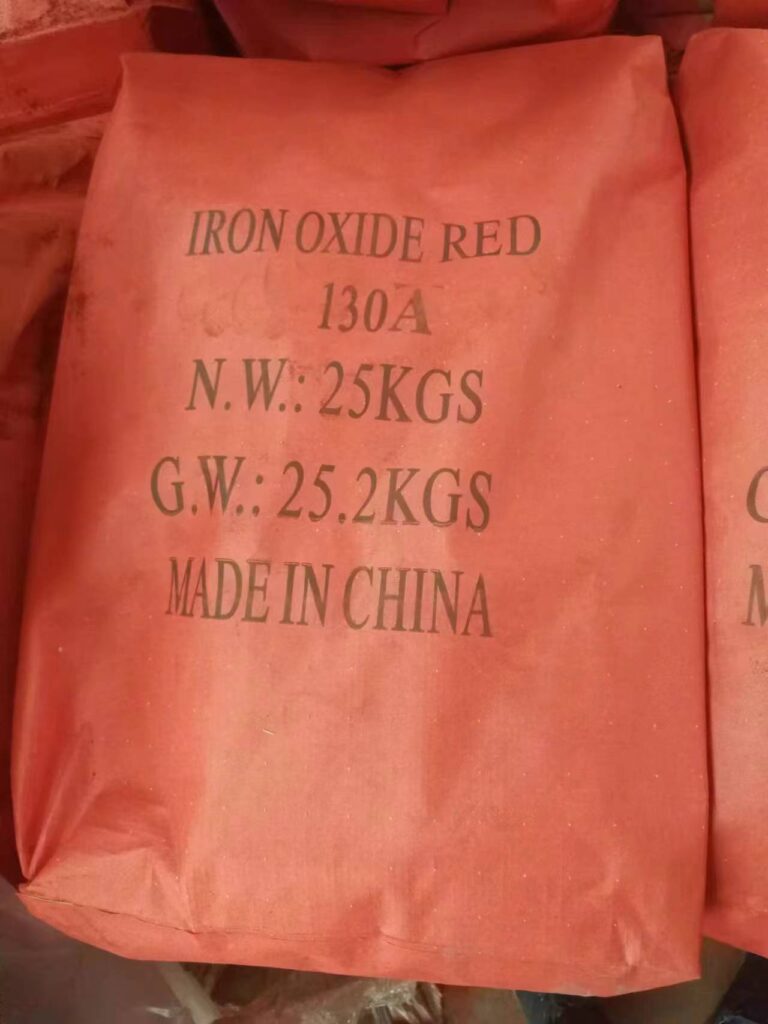 IRON OXIDE RED
130A
N.W.: 25KGS
G.W.: 25.2KGS
MADE IN CHINA